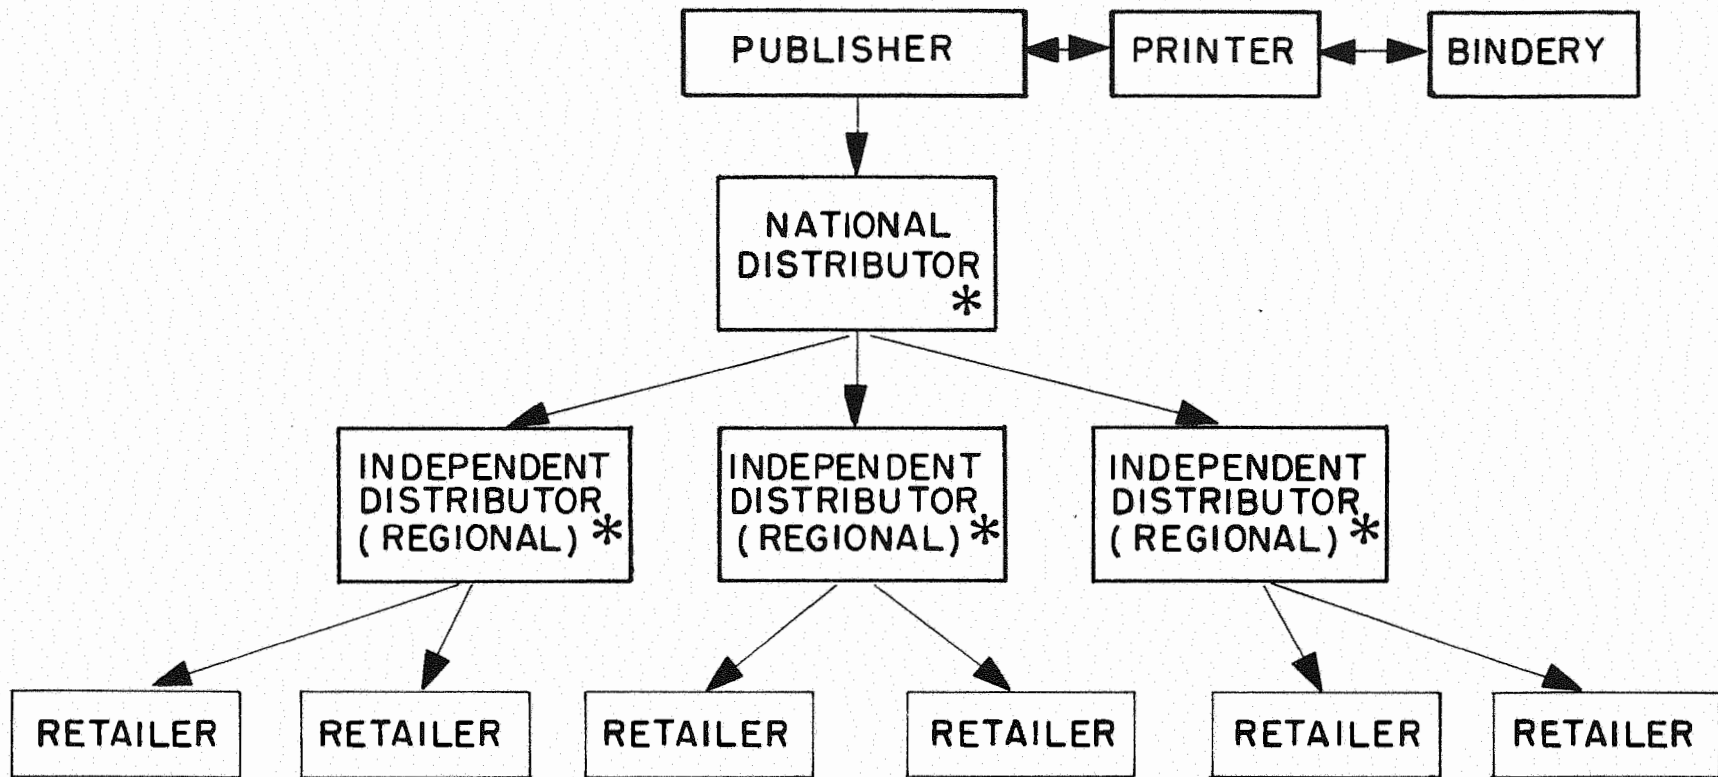 PUBLISHER
PRINTER
BINDERY
NATIONAL
DISTRIBUTOR
*
INDEPENDENT
DISTRIBUTOR
(REGIONAL) *
INDEPENDENT
DISTRIBUTOR
(REGIONAL) *
INDEPENDENT
DISTRIBUTOR
(REGIONAL) *
RETAILER
RETAILER
RETAILER
RETAILER
RETAILER
RETAILER